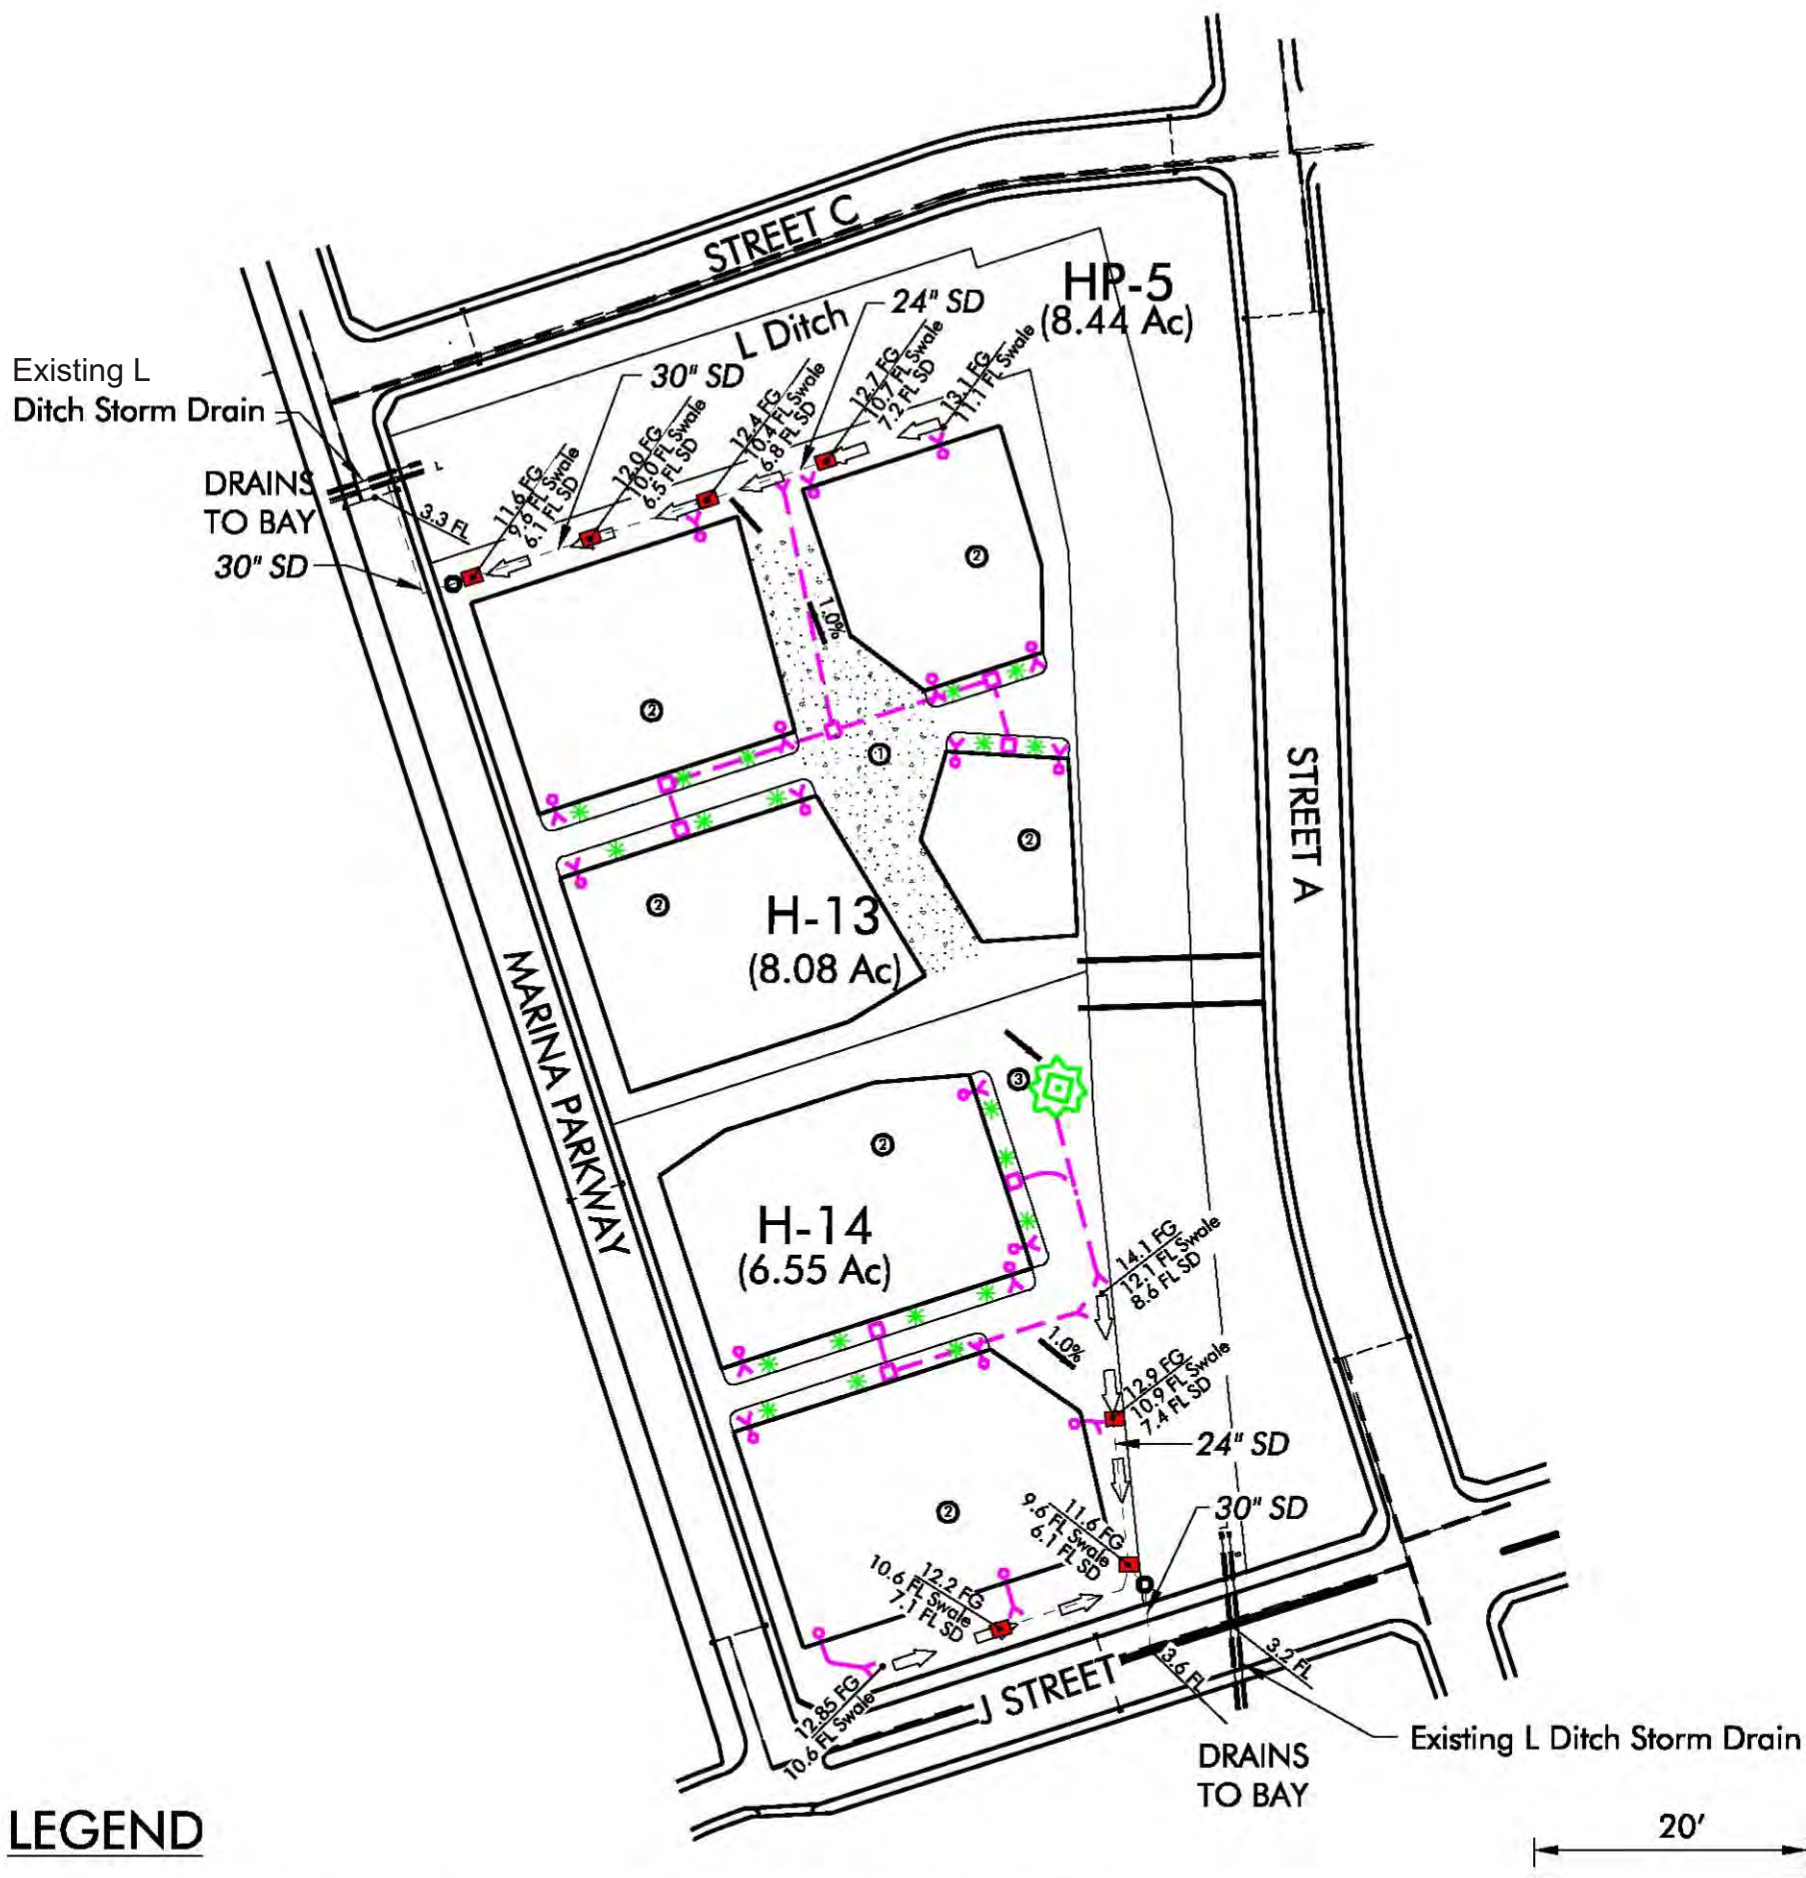 STREET C
HP-5
(8.44 Ac)
24" SD
L Ditch
30" SD
13.1 FG
11.1 FL Swale
12.7 FG
10.7 FL Swale
7.2 FL SD
12.4 FG
10.4 FL Swale
6.8 FL SD
12.0 FG
10.0 FL Swale
6.5 FL SD
11.6 FG
9.6 FL Swale
6.1 FL SD
Existing L
Ditch Storm Drain
L
DRAINS
TO BAY
3.3 FL
30" SD
2
1.0%
2
1
STREET A
2
2
H-13
(8.08 Ac)
MARINA PARKWAY
3
2
H-14
(6.55 Ac)
14.1 FG
12.1 FL Swale
8.6 FL SD
1.0%
12.9 FG
10.9 FL Swale
7.4 FL SD
24" SD
30" SD
2
11.6 FG
9.6 FL Swale
6.1 FL SD
12.2 FG
10.6 FL Swale
7.1 FL SD
3.2 FL
3.6 FL
J STREET
12.85 FG
10.6 FL Swale
Existing L Ditch Storm Drain
DRAINS
TO BAY
LEGEND
20'